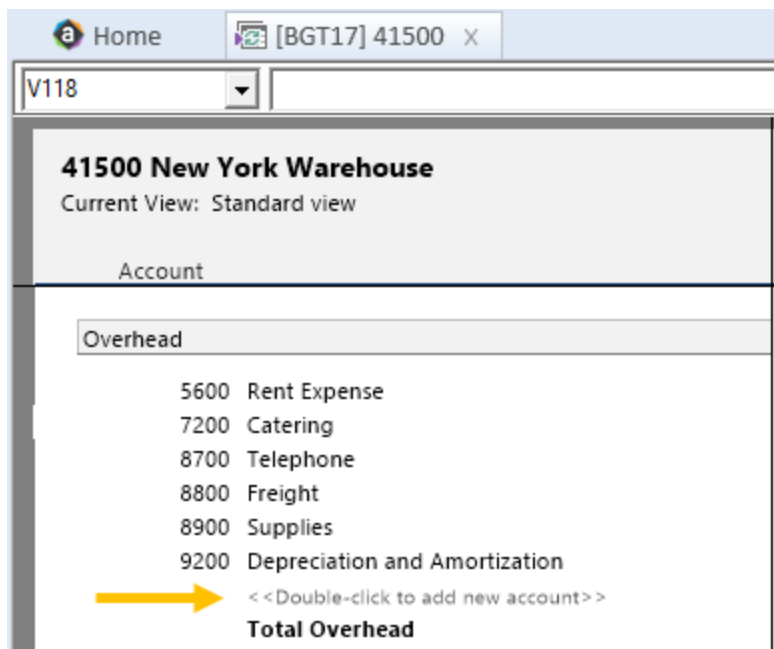 Home [BGT17] 41500 x
V118
41500 New York Warehouse
Current View: Standard view
Account
Overhead
5600 Rent Expense
7200 Catering
8700 Telephone
8800 Freight
8900 Supplies
9200 Depreciation and Amortization
<<Double-click to add new account>>
Total Overhead